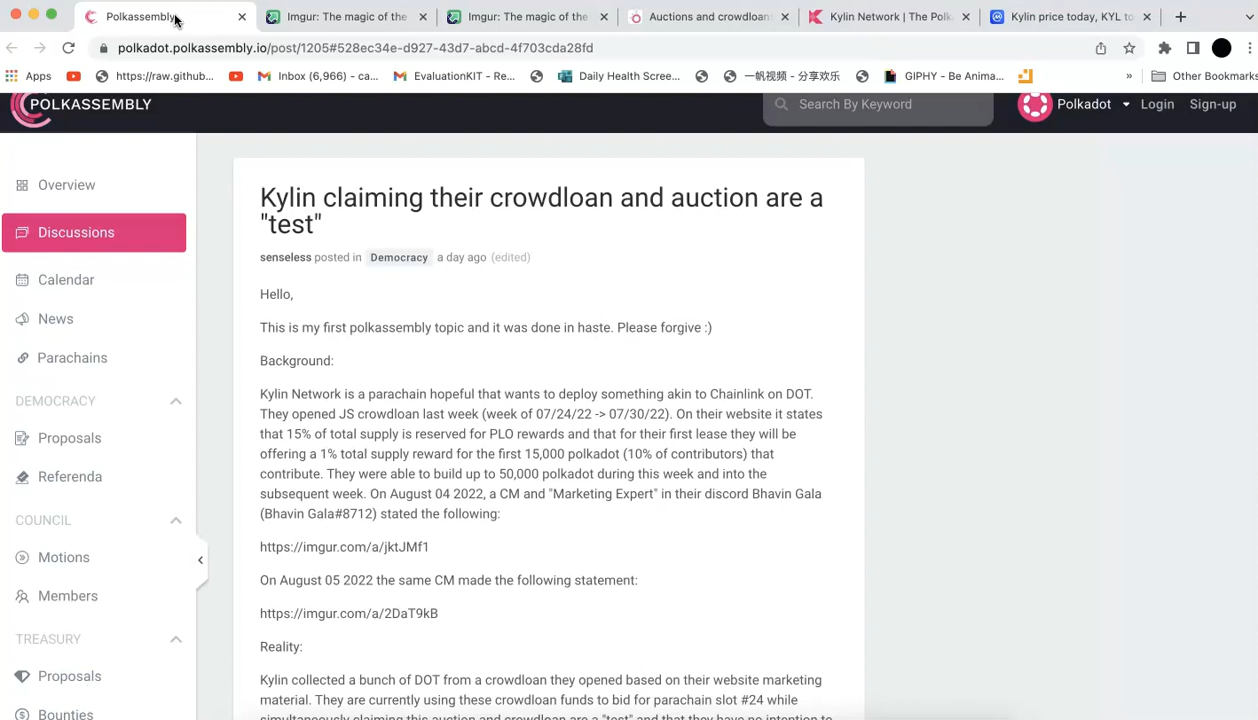 Polkassembly
Imgur: The magic of the
Imgur: The magic of the
Auctions and crowdloans
Kylin Network | The Polk
Kylin price today, KYL to
polkadot.polkassembly.io/post/1205#528ec34e-d927-43d7-abcd-4f703cda28fd
Apps
https://raw.github...
Inbox (6,966) - ca...
EvaluationKIT - Re...
Daily Health Scree...
一帆视频 - 分享欢乐
GIPHY - Be Anima...
»
Other Bookmarks
POLKASSEMBLY
Search By Keyword
Polkadot
Login
Sign-up
Overview
Discussions
Calendar
News
Parachains
DEMOCRACY
Proposals
Referenda
COUNCIL
Motions
Members
TREASURY
Proposals
Bounties
Kylin claiming their crowdloan and auction are a
"test"
senseless posted in Democracy a day ago (edited)
Hello,
This is my first polkassembly topic and it was done in haste. Please forgive :)
Background:
Kylin Network is a parachain hopeful that wants to deploy something akin to Chainlink on DOT.
They opened JS crowdloan last week (week of 07/24/22 -> 07/30/22). On their website it states
that 15% of total supply is reserved for PLO rewards and that for their first lease they will be
offering a 1% total supply reward for the first 15,000 polkadot (10% of contributors) that
contribute. They were able to build up to 50,000 polkadot during this week and into the
subsequent week. On August 04 2022, a CM and "Marketing Expert" in their discord Bhavin Gala
(Bhavin Gala#8712) stated the following:
https://imgur.com/a/jktJMf1
On August 05 2022 the same CM made the following statement:
https://imgur.com/a/2DaT9kB
Reality:
Kylin collected a bunch of DOT from a crowdloan they opened based on their website marketing
material. They are currently using these crowdloan funds to bid for parachain slot #24 while
simultaneously claiming this auction and crowdloan are a "test" and that they have no intention to